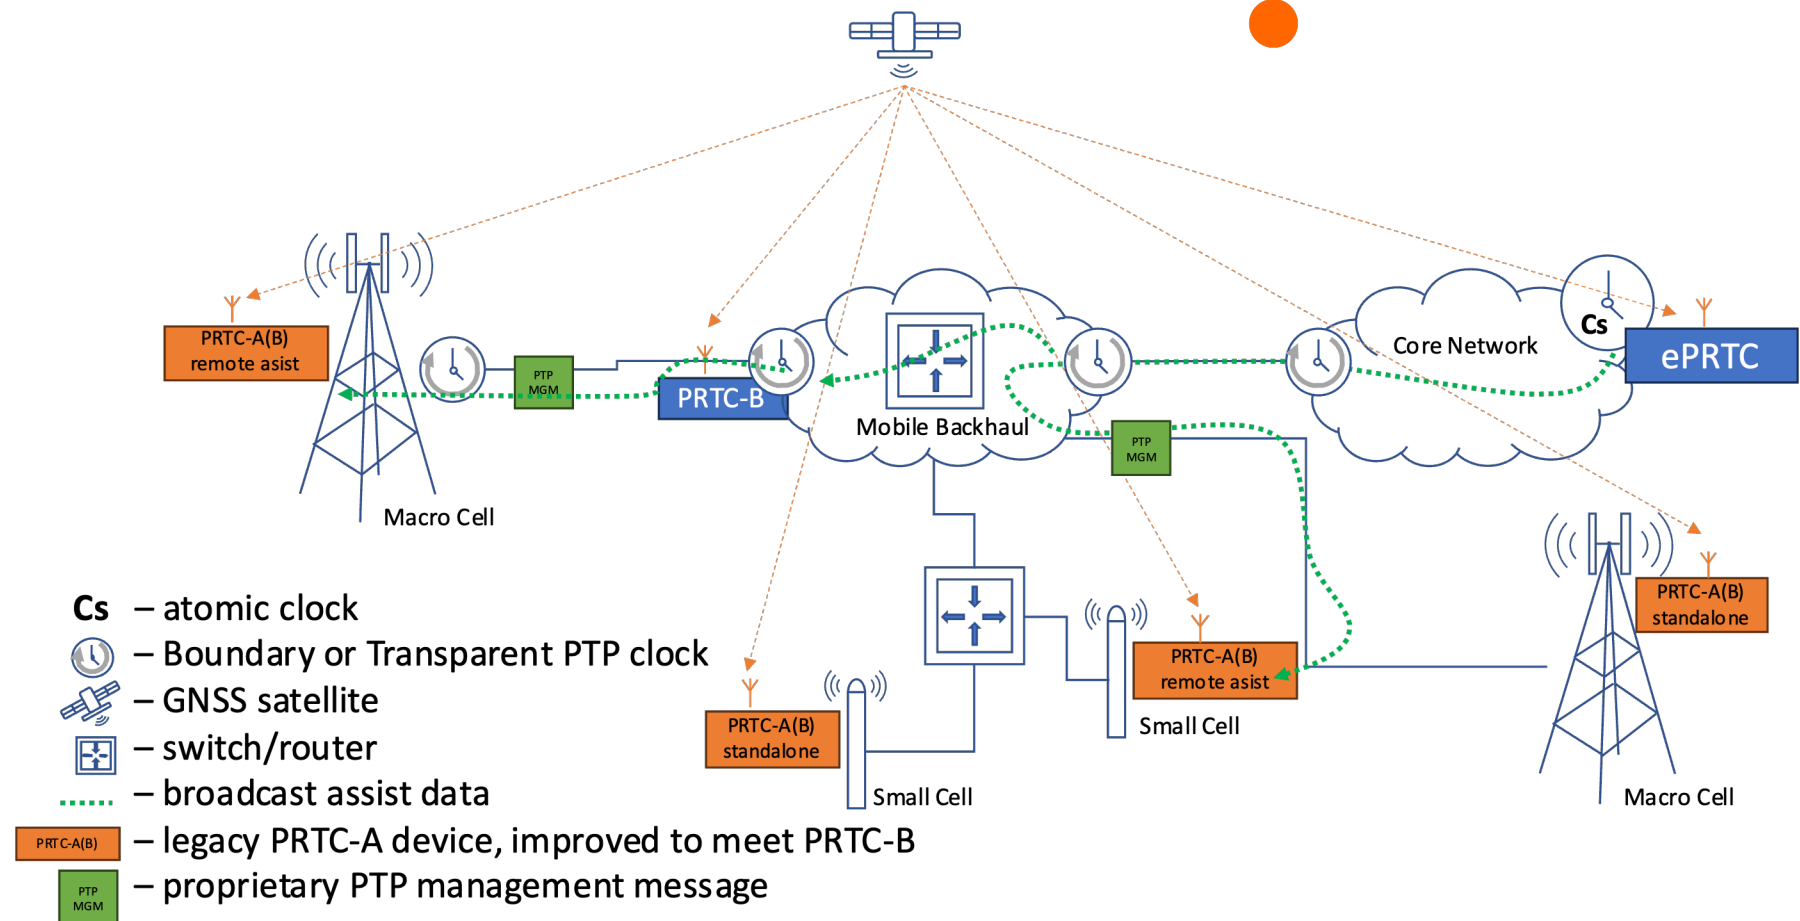 PRTC-A(B)
remote asist
Macro Cell
PTP
MGM
PRTC-B
Mobile Backhaul
PTP
MGM
Core Network
Cs
ePRTC
PRTC-A(B)
standalone
Macro Cell
PRTC-A(B)
remote asist
Small Cell
PRTC-A(B)
standalone
Small Cell
Cs – atomic clock
– Boundary or Transparent PTP clock
– GNSS satellite
– switch/router
– broadcast assist data
PRTC-A(B) – legacy PRTC-A device, improved to meet PRTC-B
PTP
MGM – proprietary PTP management message